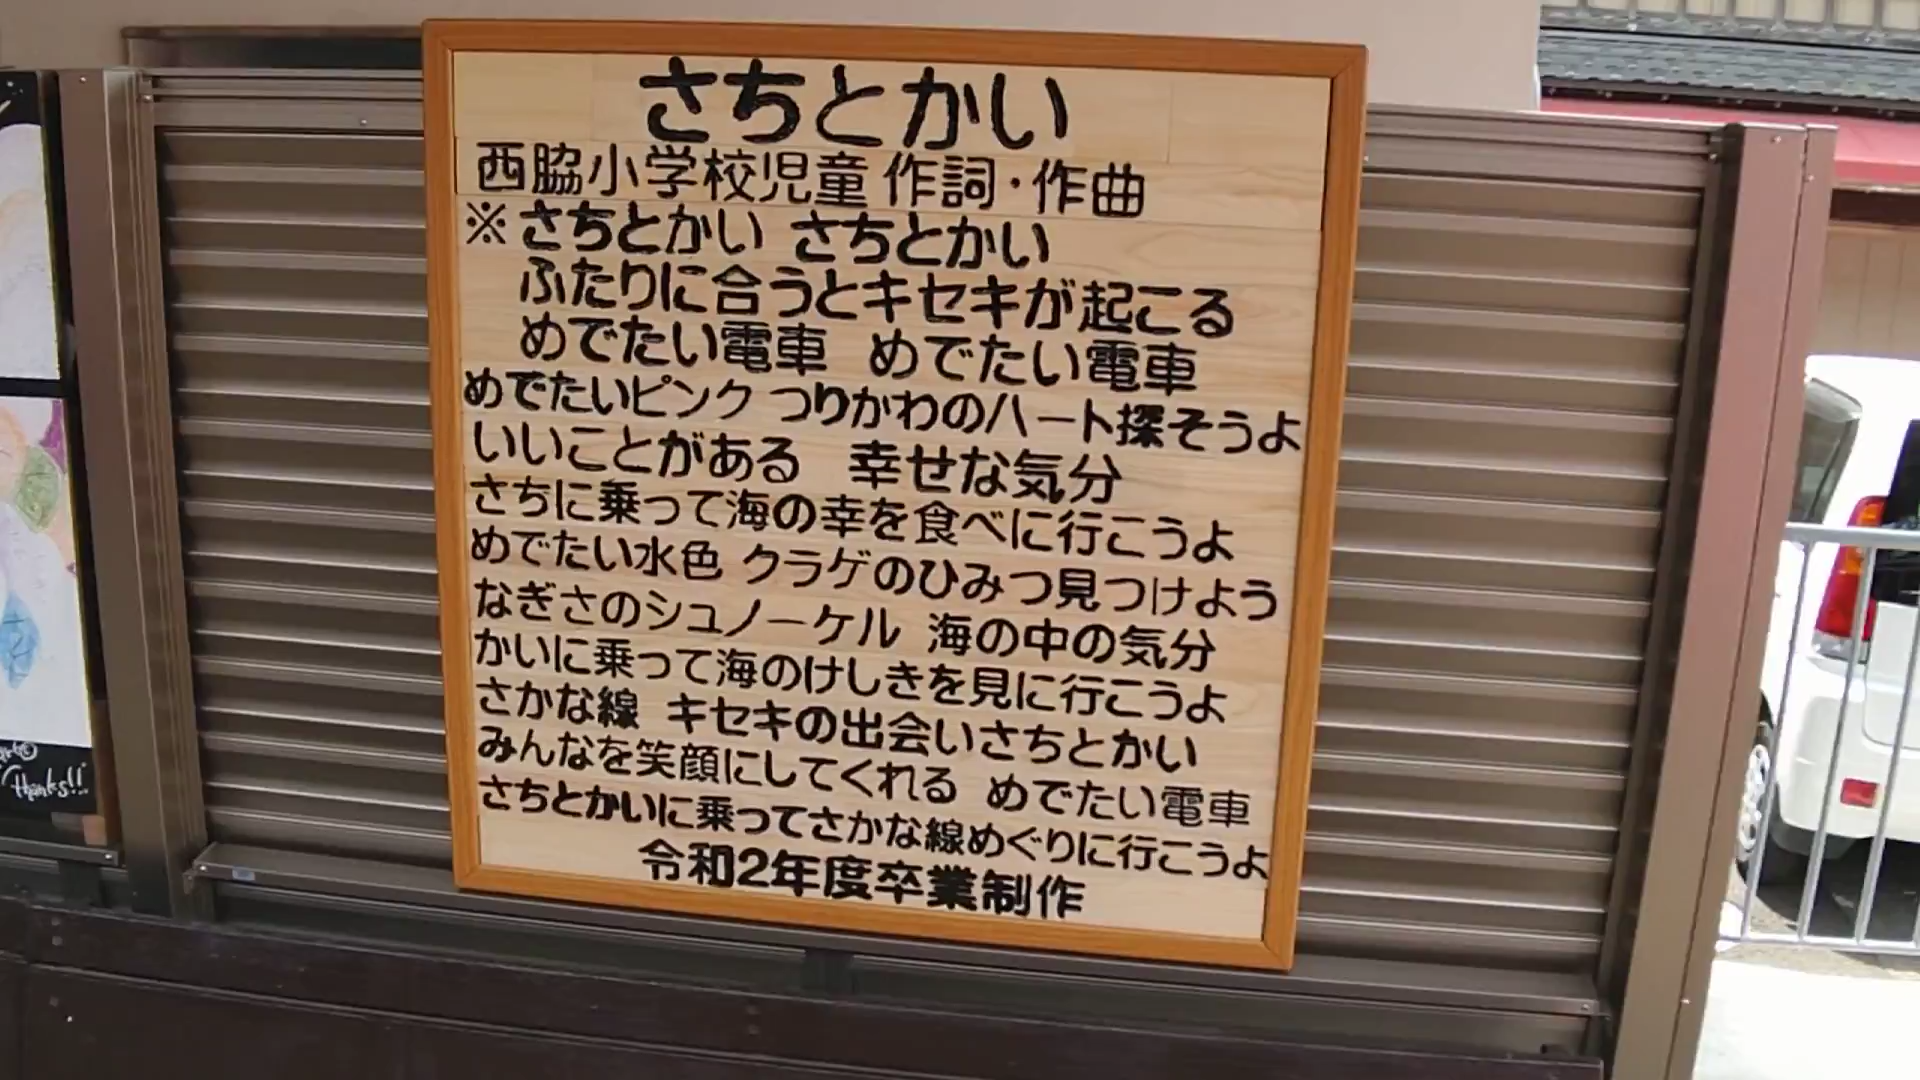 さちとかい
西脇小学校児童 作詞・作曲
※さちとかい さちとかい
ふたりに合うとキセキが起こる
めでたい電車 めでたい電車
めでたいピンク つりかわのハート探そうよ
いいことがある 幸せな気分
さちに乗って海の幸を食べに行こうよ
めでたい水色 クラゲのひみつ見つけよう
なぎさのシュノーケル 海の中の気分
かいに乗って海のけしきを見に行こうよ
さかな線 キセキの出会いさちとかい
みんなを笑顔にしてくれる めでたい電車
さちとかいに乗ってさかな線めぐりに行こうよ
令和2年度卒業制作
Thanks!!